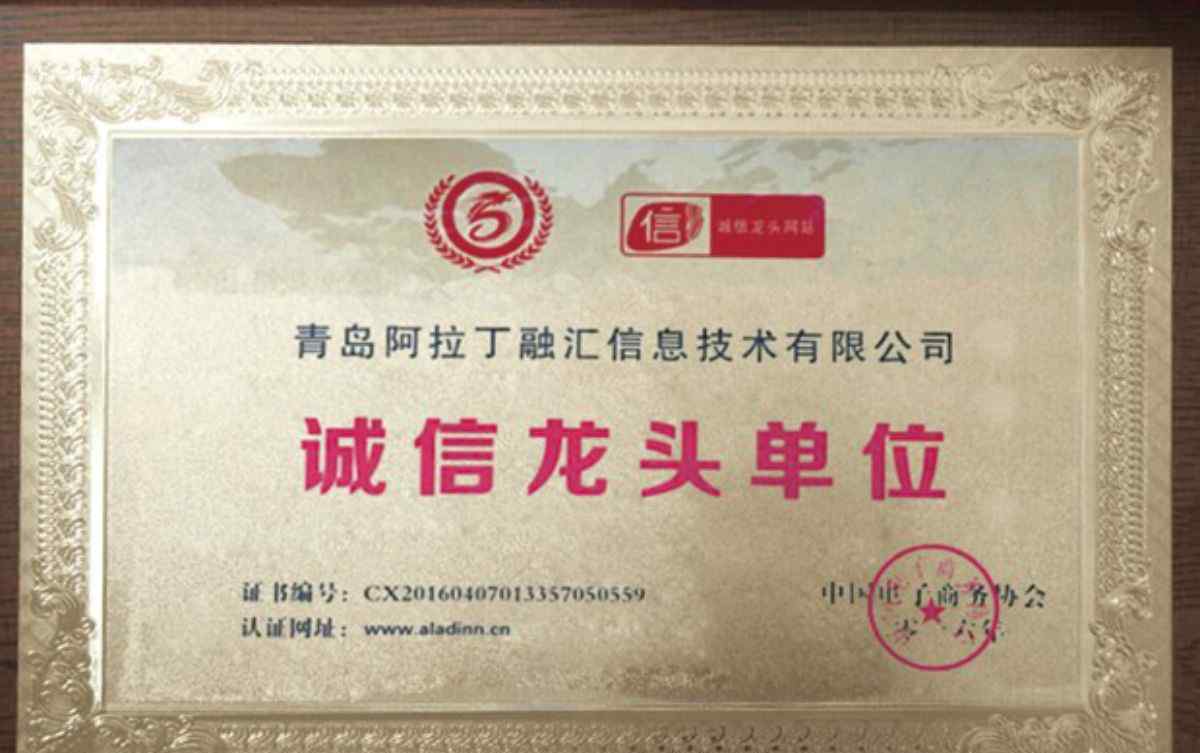 信 诚信龙头网站
青岛阿拉丁融汇信息技术有限公司
诚信龙头单位
证书编号：CX20160407013357050559 中国电子商务协会
认证网址：www.aladinn.cn 六年